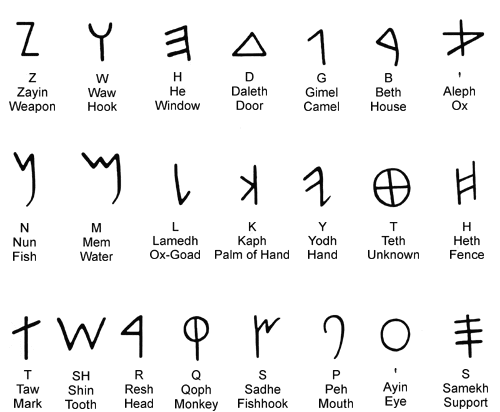 𐤀 𐤁 𐤂 𐤃 𐤄 𐤅 𐤆
Z W H D G B '
Zayin Waw He Daleth Gimel Beth Aleph
Weapon Hook Window Door Camel House Ox
𐤇 𐤈 𐤉 𐤊 𐤋 𐤌 𐤍
N M L K Y T H
Nun Mem Lamedh Kaph Yodh Teth Heth
Fish Water Ox-Goad Palm of Hand Hand Unknown Fence
𐤎 𐤏 𐤐 𐤑 𐤒 𐤓 𐤔 𐤕
T SH R Q S P ' S
Taw Shin Resh Qoph Sadhe Peh Ayin Samekh
Mark Tooth Head Monkey Fishhook Mouth Eye Support